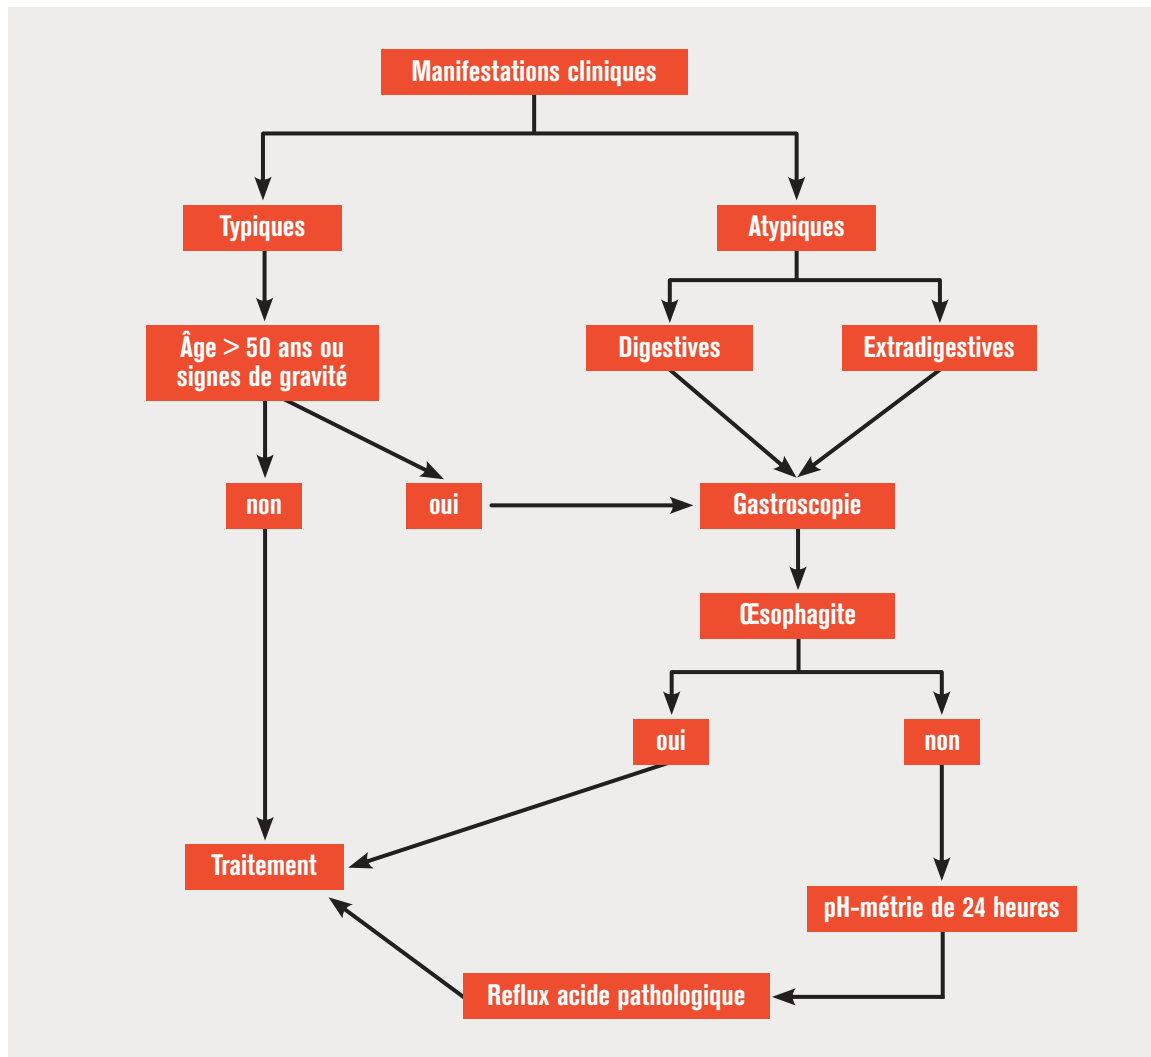 Manifestations cliniques
Typiques
Atypiques
Âge > 50 ans ou
signes de gravité
Digestives
Extradigestives
non
oui
Gastroscopie
Œsophagite
oui
non
Traitement
pH-métrie de 24 heures
Reflux acide pathologique